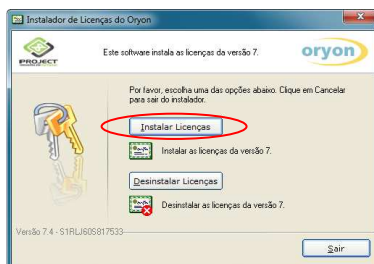 Instalador de Licenças do Oryon
PROJECT
Este software instala as licenças da versão 7.
oryon
Por favor, escolha uma das opções abaixo. Clique em Cancelar
para sair do instalador.
Instalar Licenças
Instalar as licenças da versão 7.
Desinstalar Licenças
Desinstalar as licenças da versão 7.
Versão 7.4 - S1RLJ60S817533
Sair